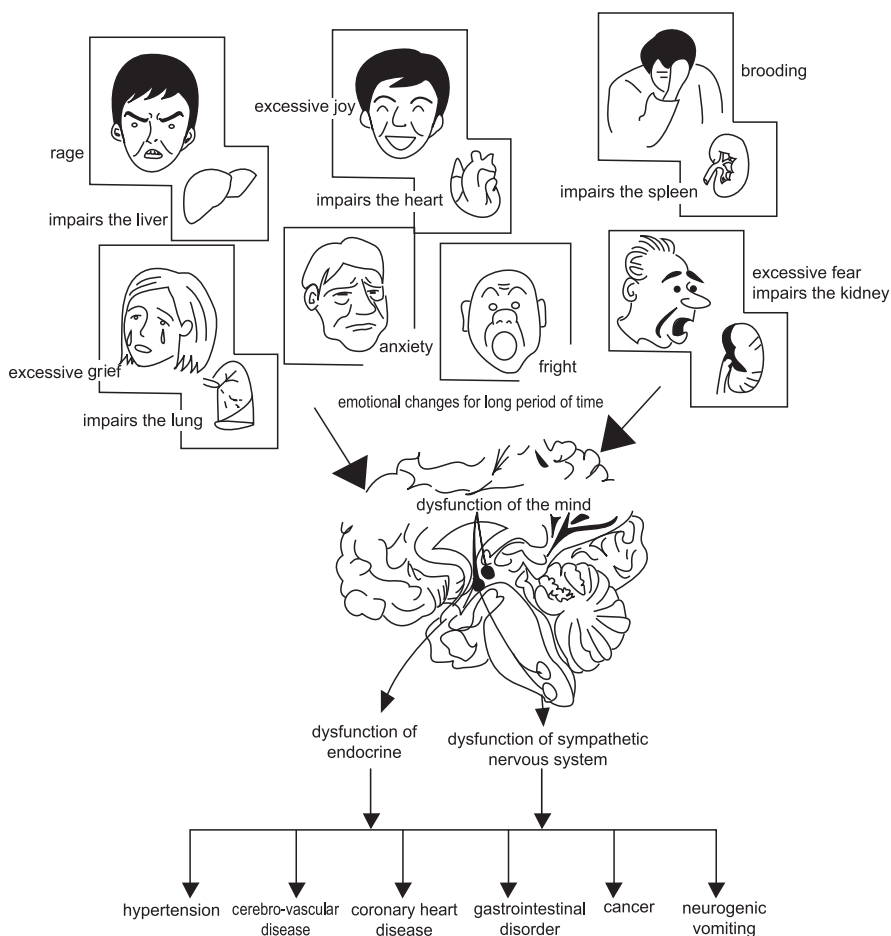 rage
impairs the liver
excessive joy
impairs the heart
brooding
impairs the spleen
excessive grief
impairs the lung
anxiety
fright
excessive fear
impairs the kidney
emotional changes for long period of time
dysfunction of the mind
dysfunction of
endocrine
dysfunction of sympathetic
nervous system
hypertension
cerebro-vascular
disease
coronary heart
disease
gastrointestinal
disorder
cancer
neurogenic
vomiting